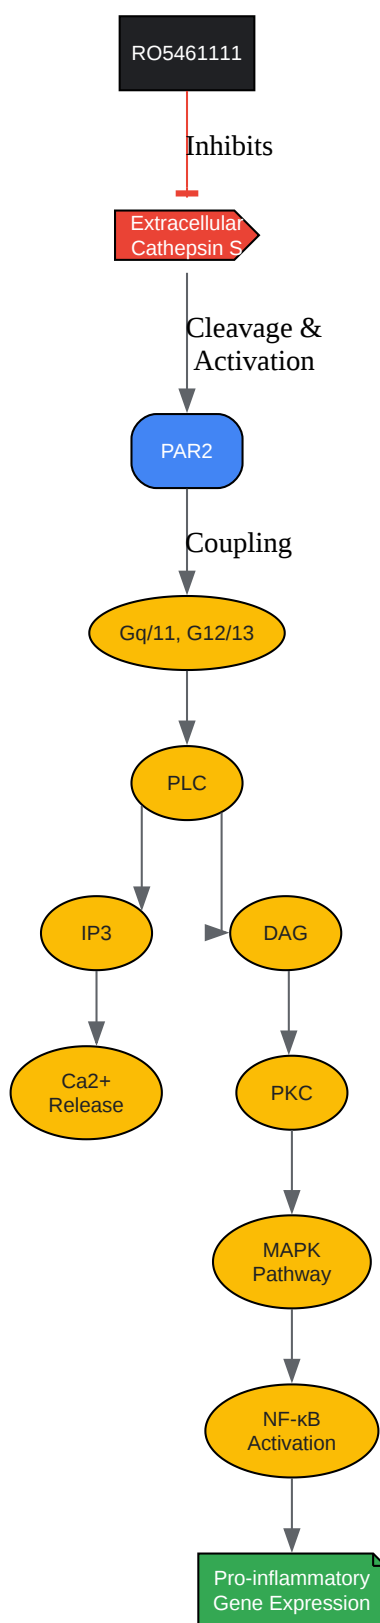 RO5461111
Inhibits
Extracellular
Cathepsin S
Cleavage &
Activation
PAR2
Coupling
Gq/11, G12/13
PLC
IP3
DAG
Ca2+
Release
PKC
MAPK
Pathway
NF-κB
Activation
Pro-inflammatory
Gene Expression